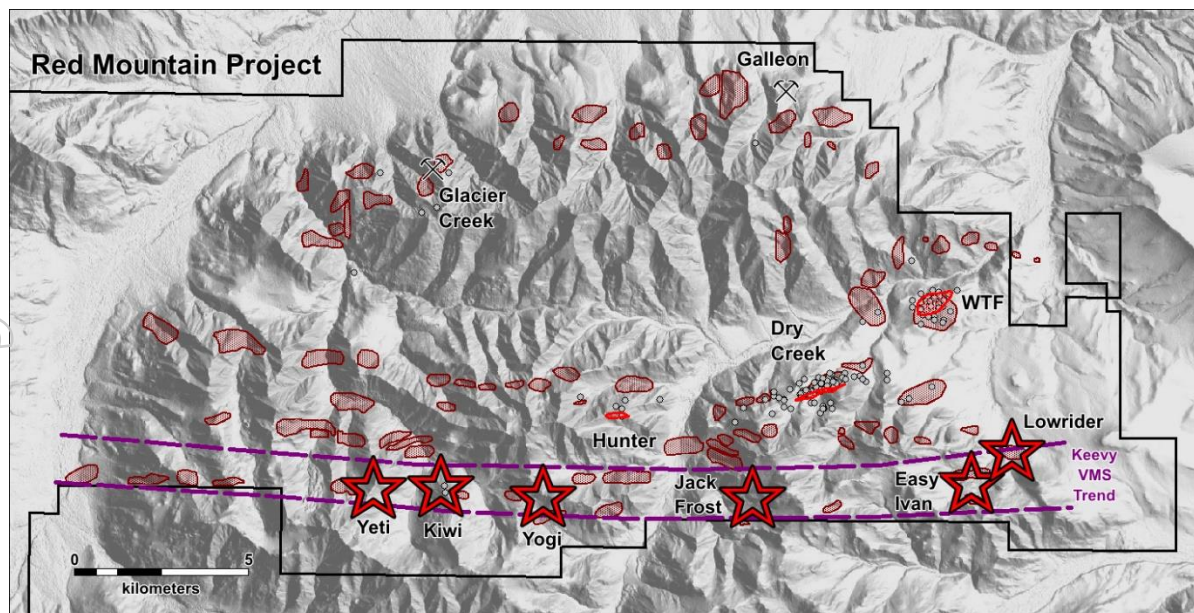 Red Mountain Project
Galleon
Glacier
Creek
WTF
Dry
Creek
Hunter
Lowrider
Keevy
VMS
Trend
Jack
Frost
Easy
Ivan
Yeti
Kiwi
Yogi
0
5
kilometers